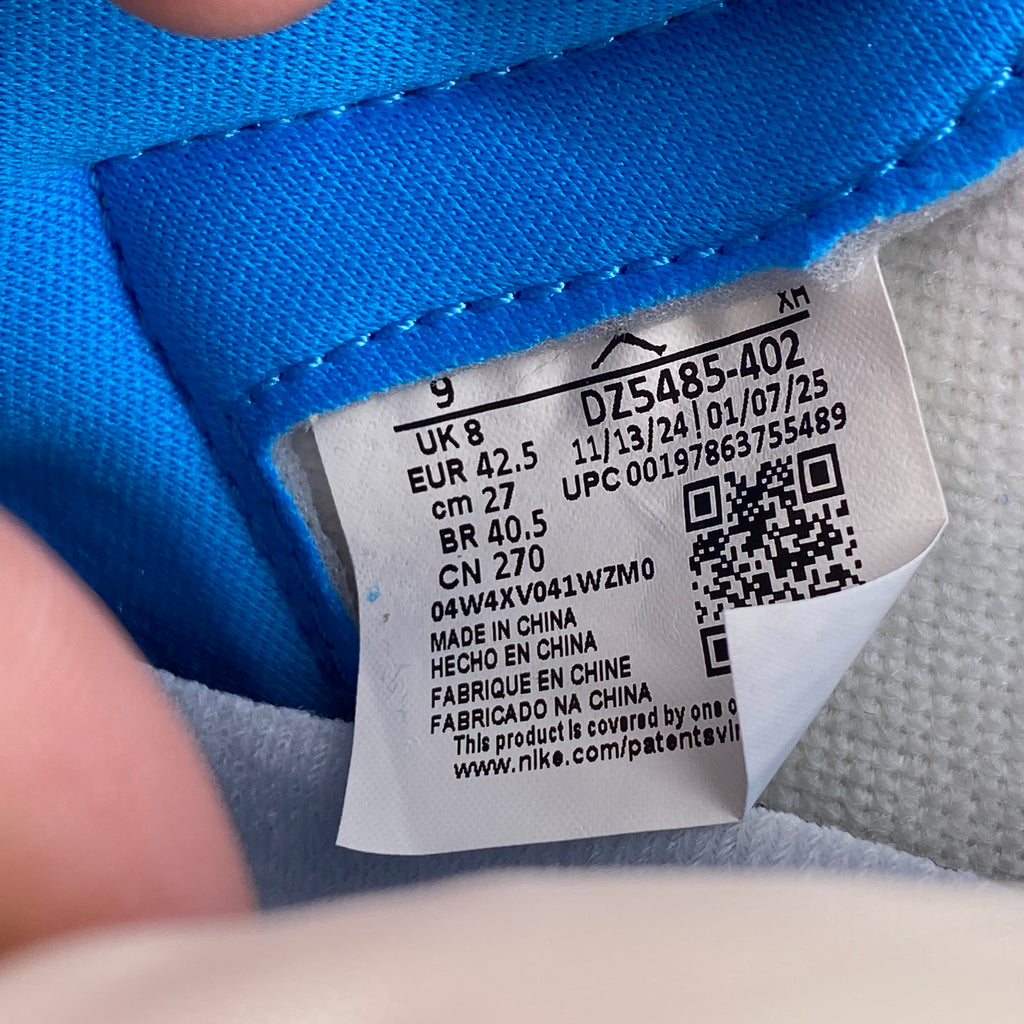 XH
9
UK 8
EUR 42.5
cm 27
BR 40.5
CN 270
DZ5485-402
11/13/24|01/07/25
UPC 00197863755489
04W4XV041WZM0
MADE IN CHINA
HECHO EN CHINA
FABRIQUE EN CHINE
FABRICADO NA CHINA
This product is covered by one
www.nike.com/patents